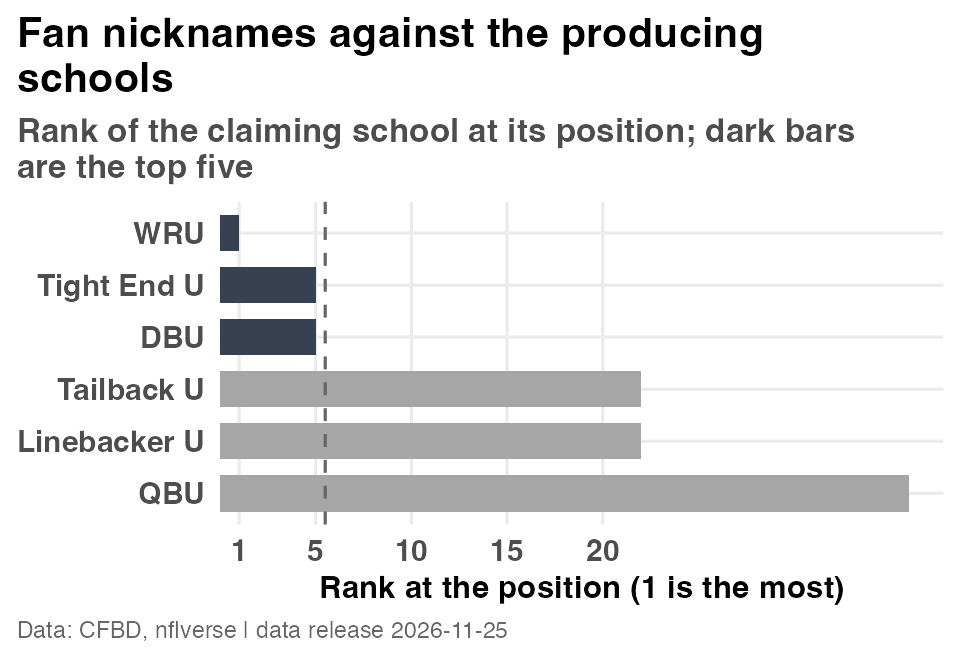 Fan nicknames against the producing
schools
Rank of the claiming school at its position; dark bars
are the top five
WRU
Tight End U
DBU
Tailback U
Linebacker U
QBU
1 5 10 15 20
Rank at the position (1 is the most)
Data: CFBD, nflverse | data release 2026-11-25